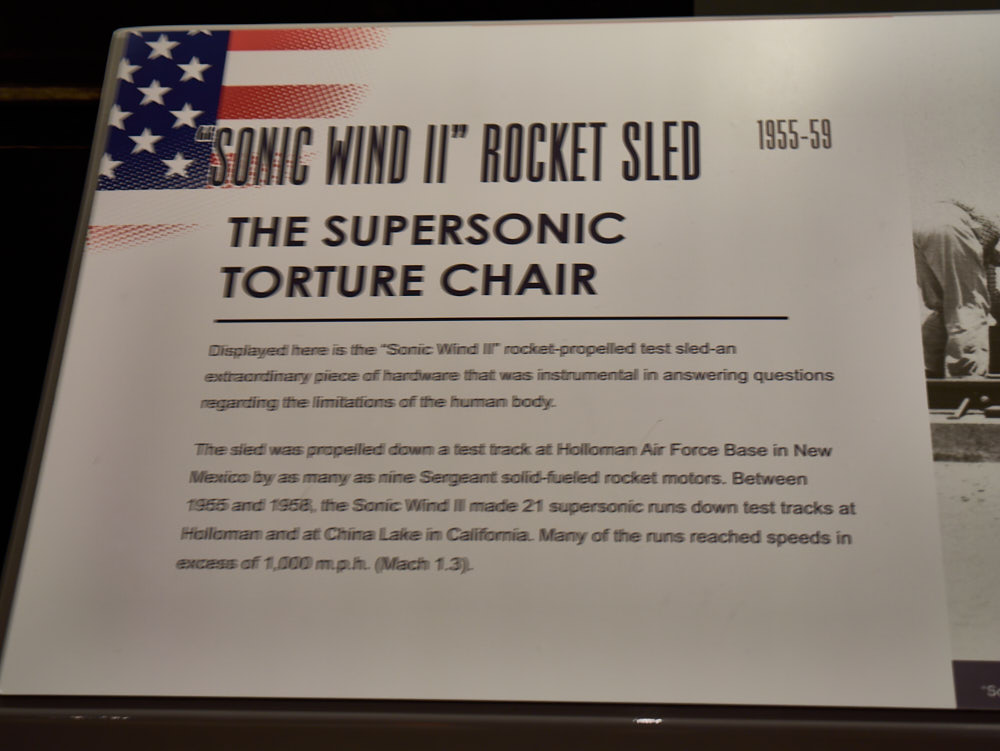 "SONIC WIND II" ROCKET SLED
1955-59
THE SUPERSONIC
TORTURE CHAIR
Displayed here is the "Sonic Wind II" rocket-propelled test sled-an
extraordinary piece of hardware that was instrumental in answering questions
regarding the limitations of the human body.
The sled was propelled down a test track at Holloman Air Force Base in New
Mexico by as many as nine Sergeant solid-fueled rocket motors. Between
1955 and 1958, the Sonic Wind II made 21 supersonic runs down test tracks at
Holloman and at China Lake in California. Many of the runs reached speeds in
excess of 1,000 m.p.h. (Mach 1.3).